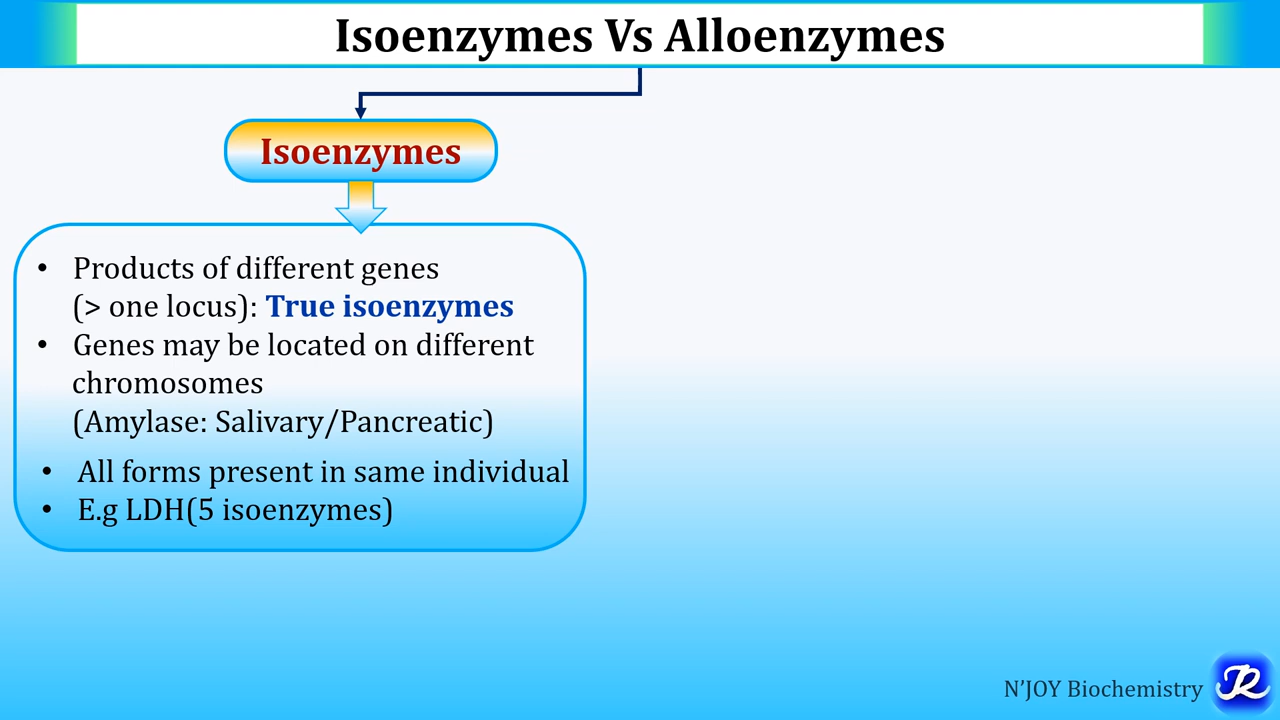 Isoenzymes Vs Alloenzymes
Isoenzymes
• Products of different genes
(> one locus): True isoenzymes
• Genes may be located on different
chromosomes
(Amylase: Salivary/Pancreatic)
• All forms present in same individual
• E.g LDH(5 isoenzymes)
N’JOY Biochemistry
JR